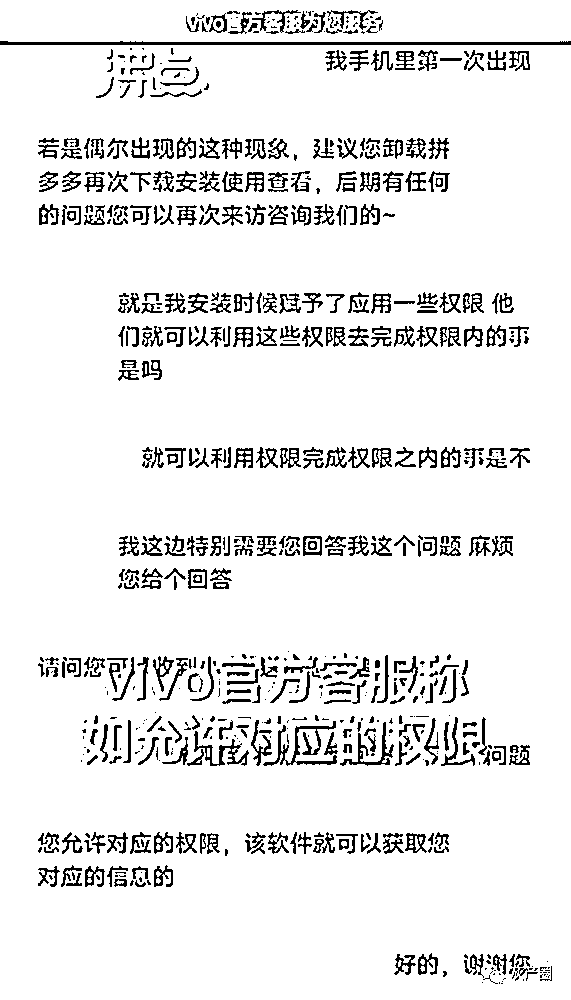 vivo官方客服为您服务
沸点
我手机里第一次出现
若是偶尔出现的这种现象，建议您卸载拼
多多再次下载安装使用查看，后期有任何
的问题您可以再次来访咨询我们的~
就是我安装时候赋予了应用一些权限 他
们就可以利用这些权限去完成权限内的事
是吗
就可以利用权限完成权限之内的事是不
我这边特别需要您回答我这个问题 麻烦
您给个回答
请问您可以收到
vivo官方客服称
如允许对应的权限
问题
您允许对应的权限，该软件就可以获取您
对应的信息的
好的，谢谢您